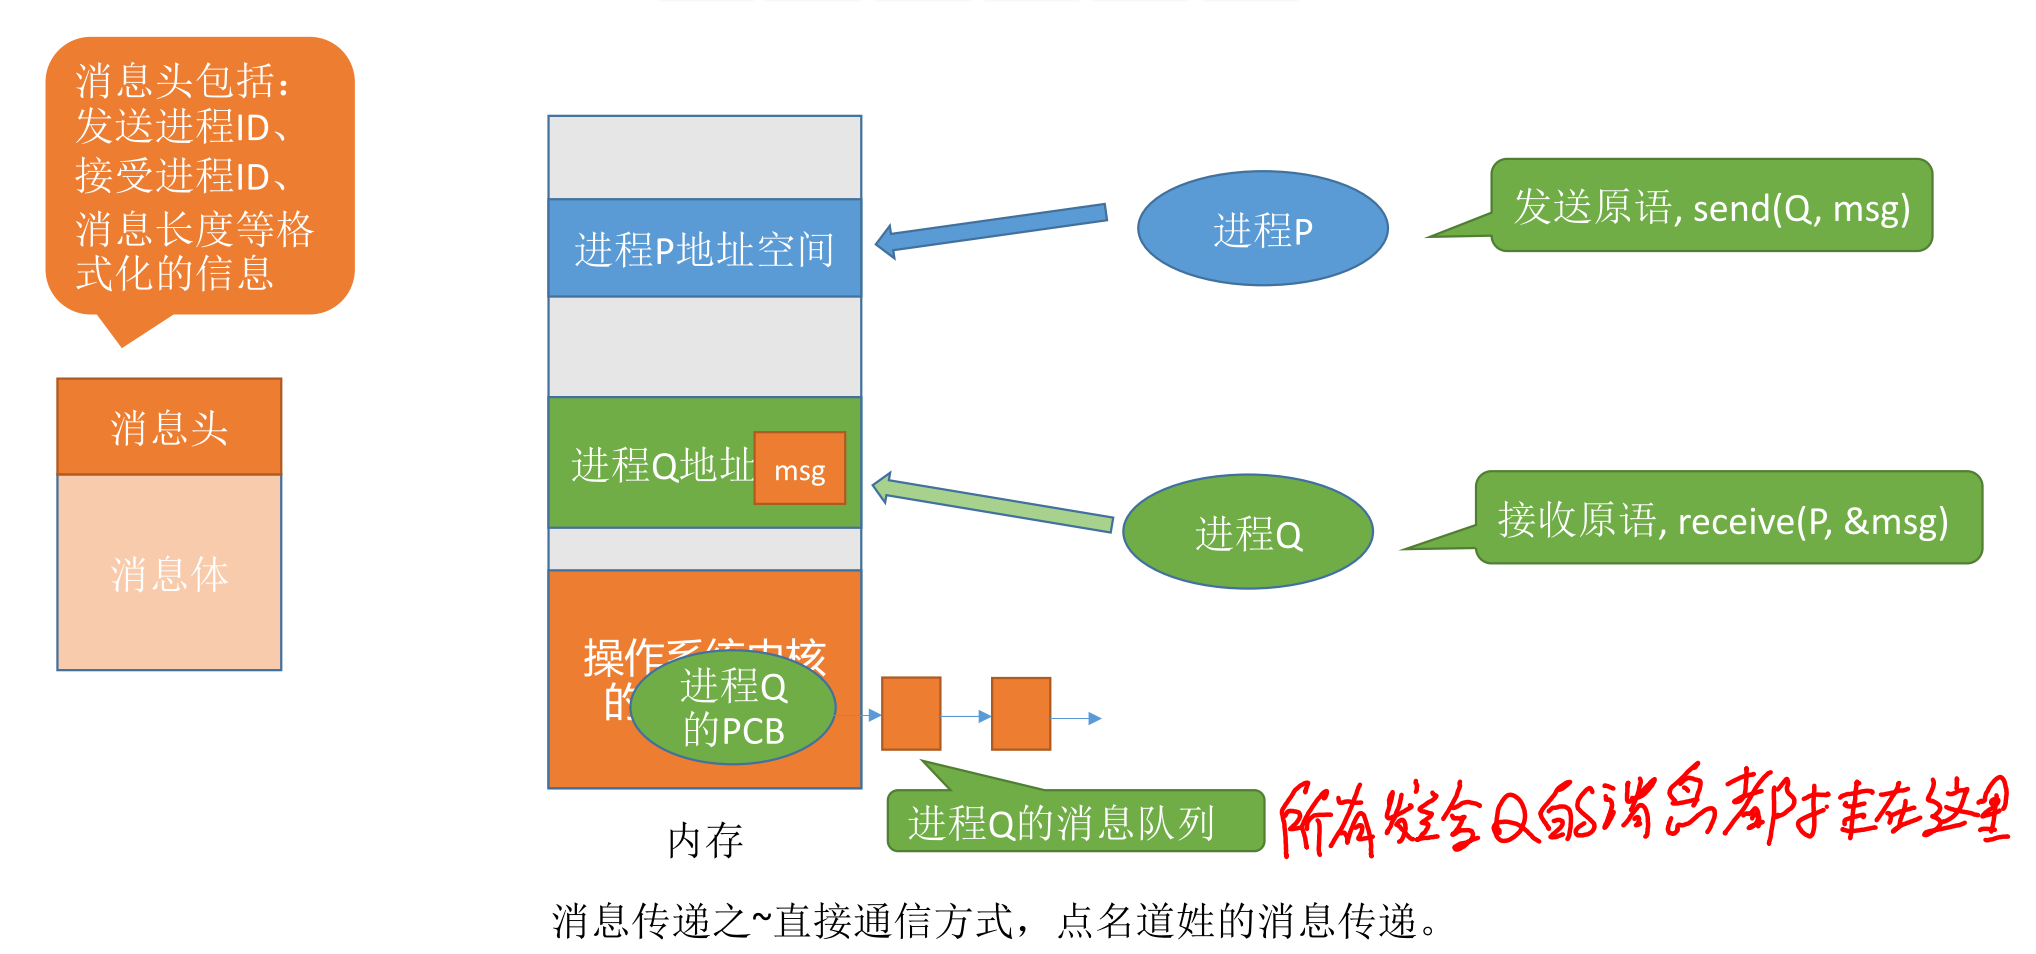 消息头包括：
发送进程ID、
接受进程ID、
消息长度等格
式化的信息
消息头
消息体
进程P地址空间
进程Q地址
msg
操作系统内核
的
进程Q
的PCB
内存
进程P
发送原语, send(Q, msg)
进程Q
接收原语, receive(P, &msg)
进程Q的消息队列
所有发给Q的消息都挂在这里
消息传递之~直接通信方式，点名道姓的消息传递。